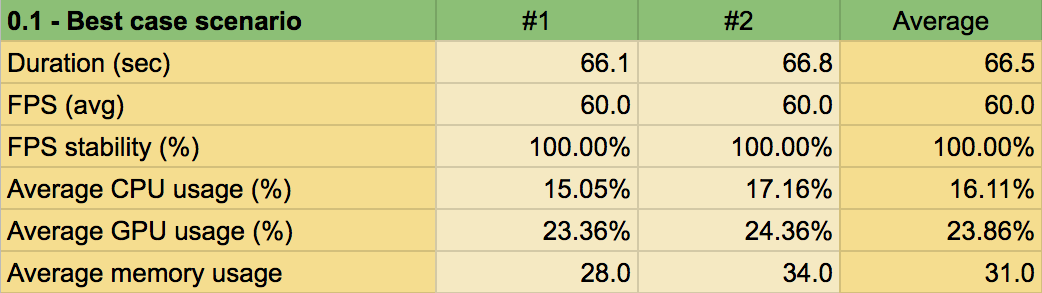 0.1 - Best case scenario #1 #2 Average
Duration (sec) 66.1 66.8 66.5
FPS (avg) 60.0 60.0 60.0
FPS stability (%) 100.00% 100.00% 100.00%
Average CPU usage (%) 15.05% 17.16% 16.11%
Average GPU usage (%) 23.36% 24.36% 23.86%
Average memory usage 28.0 34.0 31.0